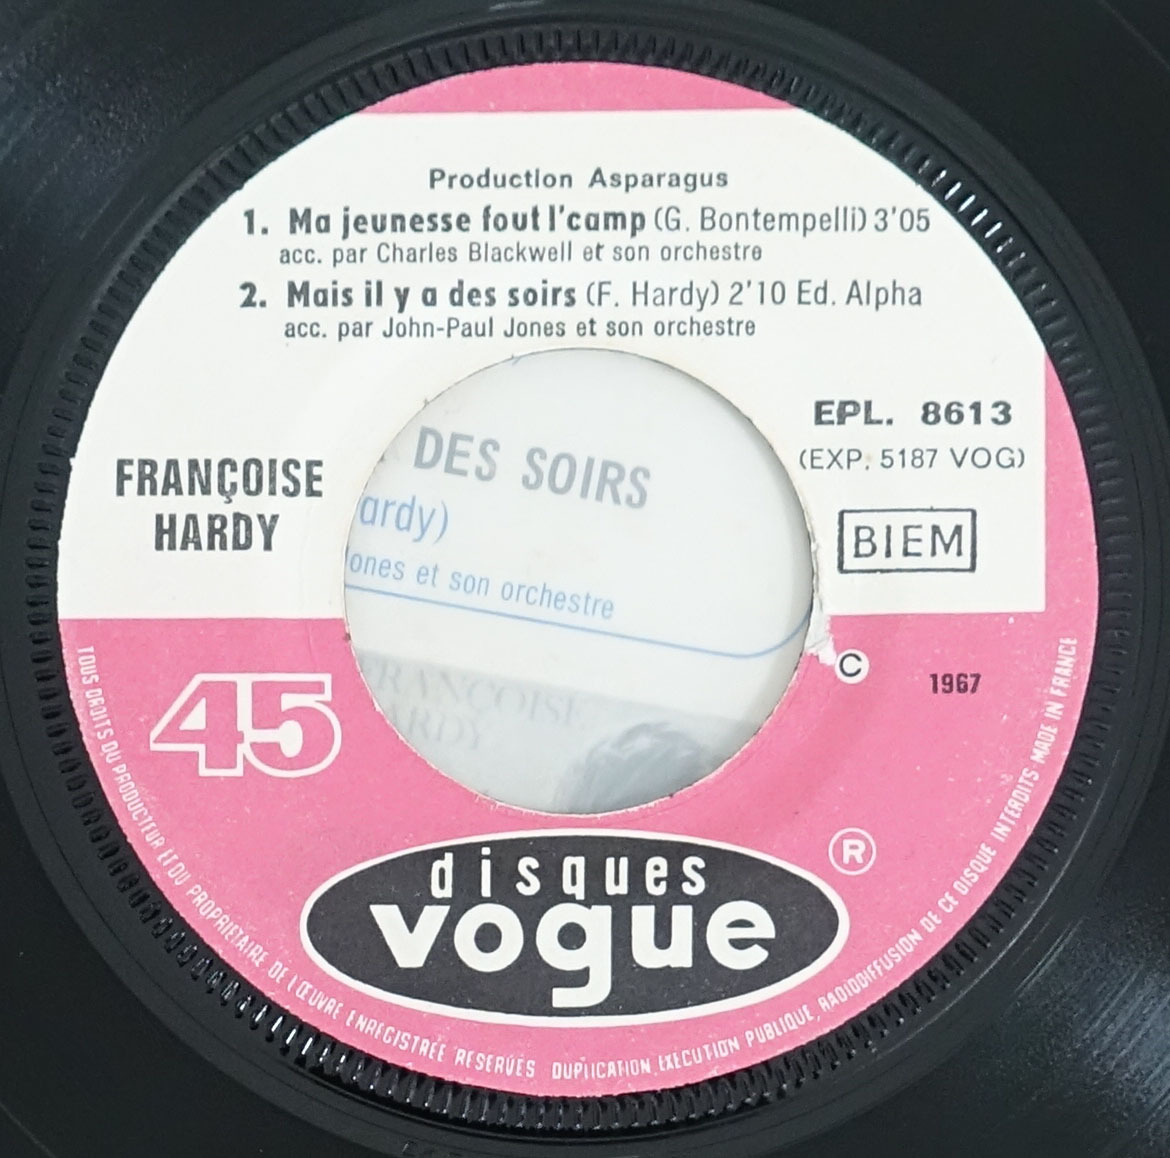 Production Asparagus
1. Ma jeunesse fout l'camp (G. Bontempelli) 3'05
acc. par Charles Blackwell et son orchestre
2. Mais il y a des soirs (F. Hardy) 2'10 Ed. Alpha
acc. par John-Paul Jones et son orchestre
EPL. 8613
(EXP. 5187 VOG)
BIEM
FRANÇOISE
HARDY
DES SOIRS
ardy)
ones et son orchestre
RANÇOISE
ARDY
45
C
1967
R
disques
vogue
TOUS DROITS DU PRODUCTEUR ET DU PROPRIETAIRE DE L'ŒUVRE ENREGISTRÉE RESERVÉS DUPLICATION, EXECUTION PUBLIQUE, RADIODIFFUSION DE CE DISQUE INTERDITS MADE IN FRANCE